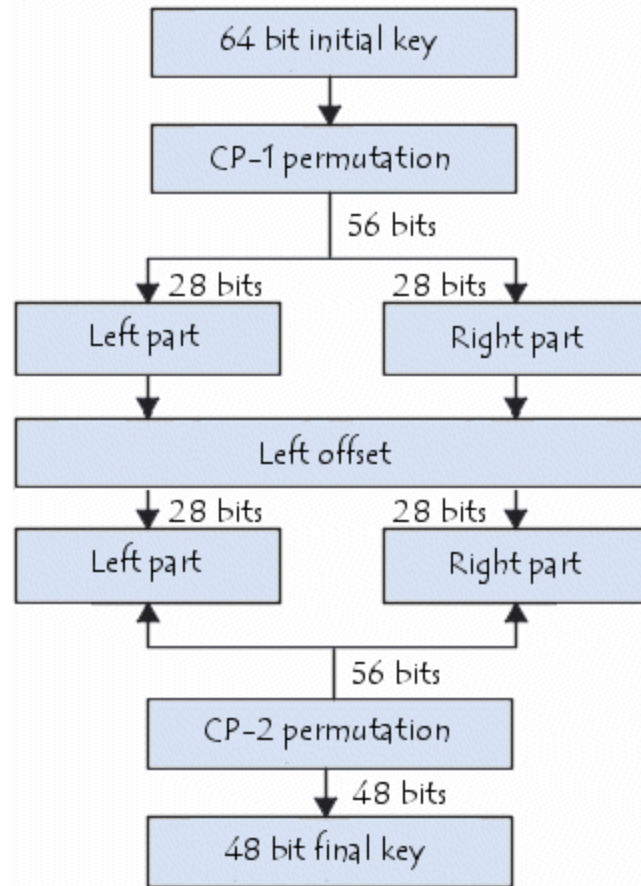 64 bit initial key
CP-1 permutation
56 bits
28 bits 28 bits
Left part Right part
Left offset
28 bits 28 bits
Left part Right part
56 bits
CP-2 permutation
48 bits
48 bit final key